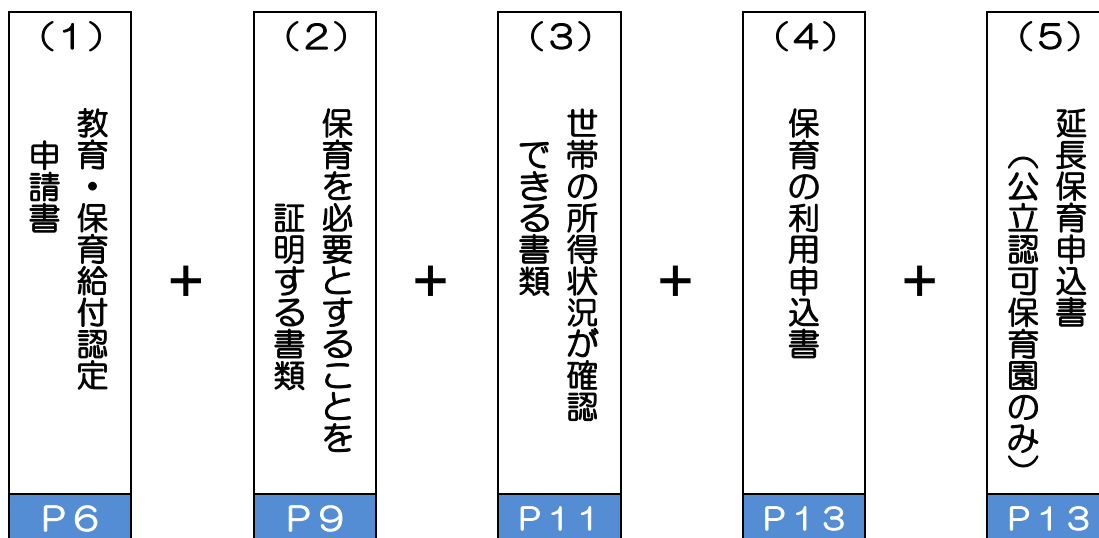 （１）
教育・保育給付認定
申請書
P６
＋
（２）
保育を必要とすることを
証明する書類
P９
＋
（３）
世帯の所得状況が確認
できる書類
P１１
＋
（４）
保育の利用申込書
P１３
＋
（５）
延長保育申込書
（公立認可保育園のみ）
P１３